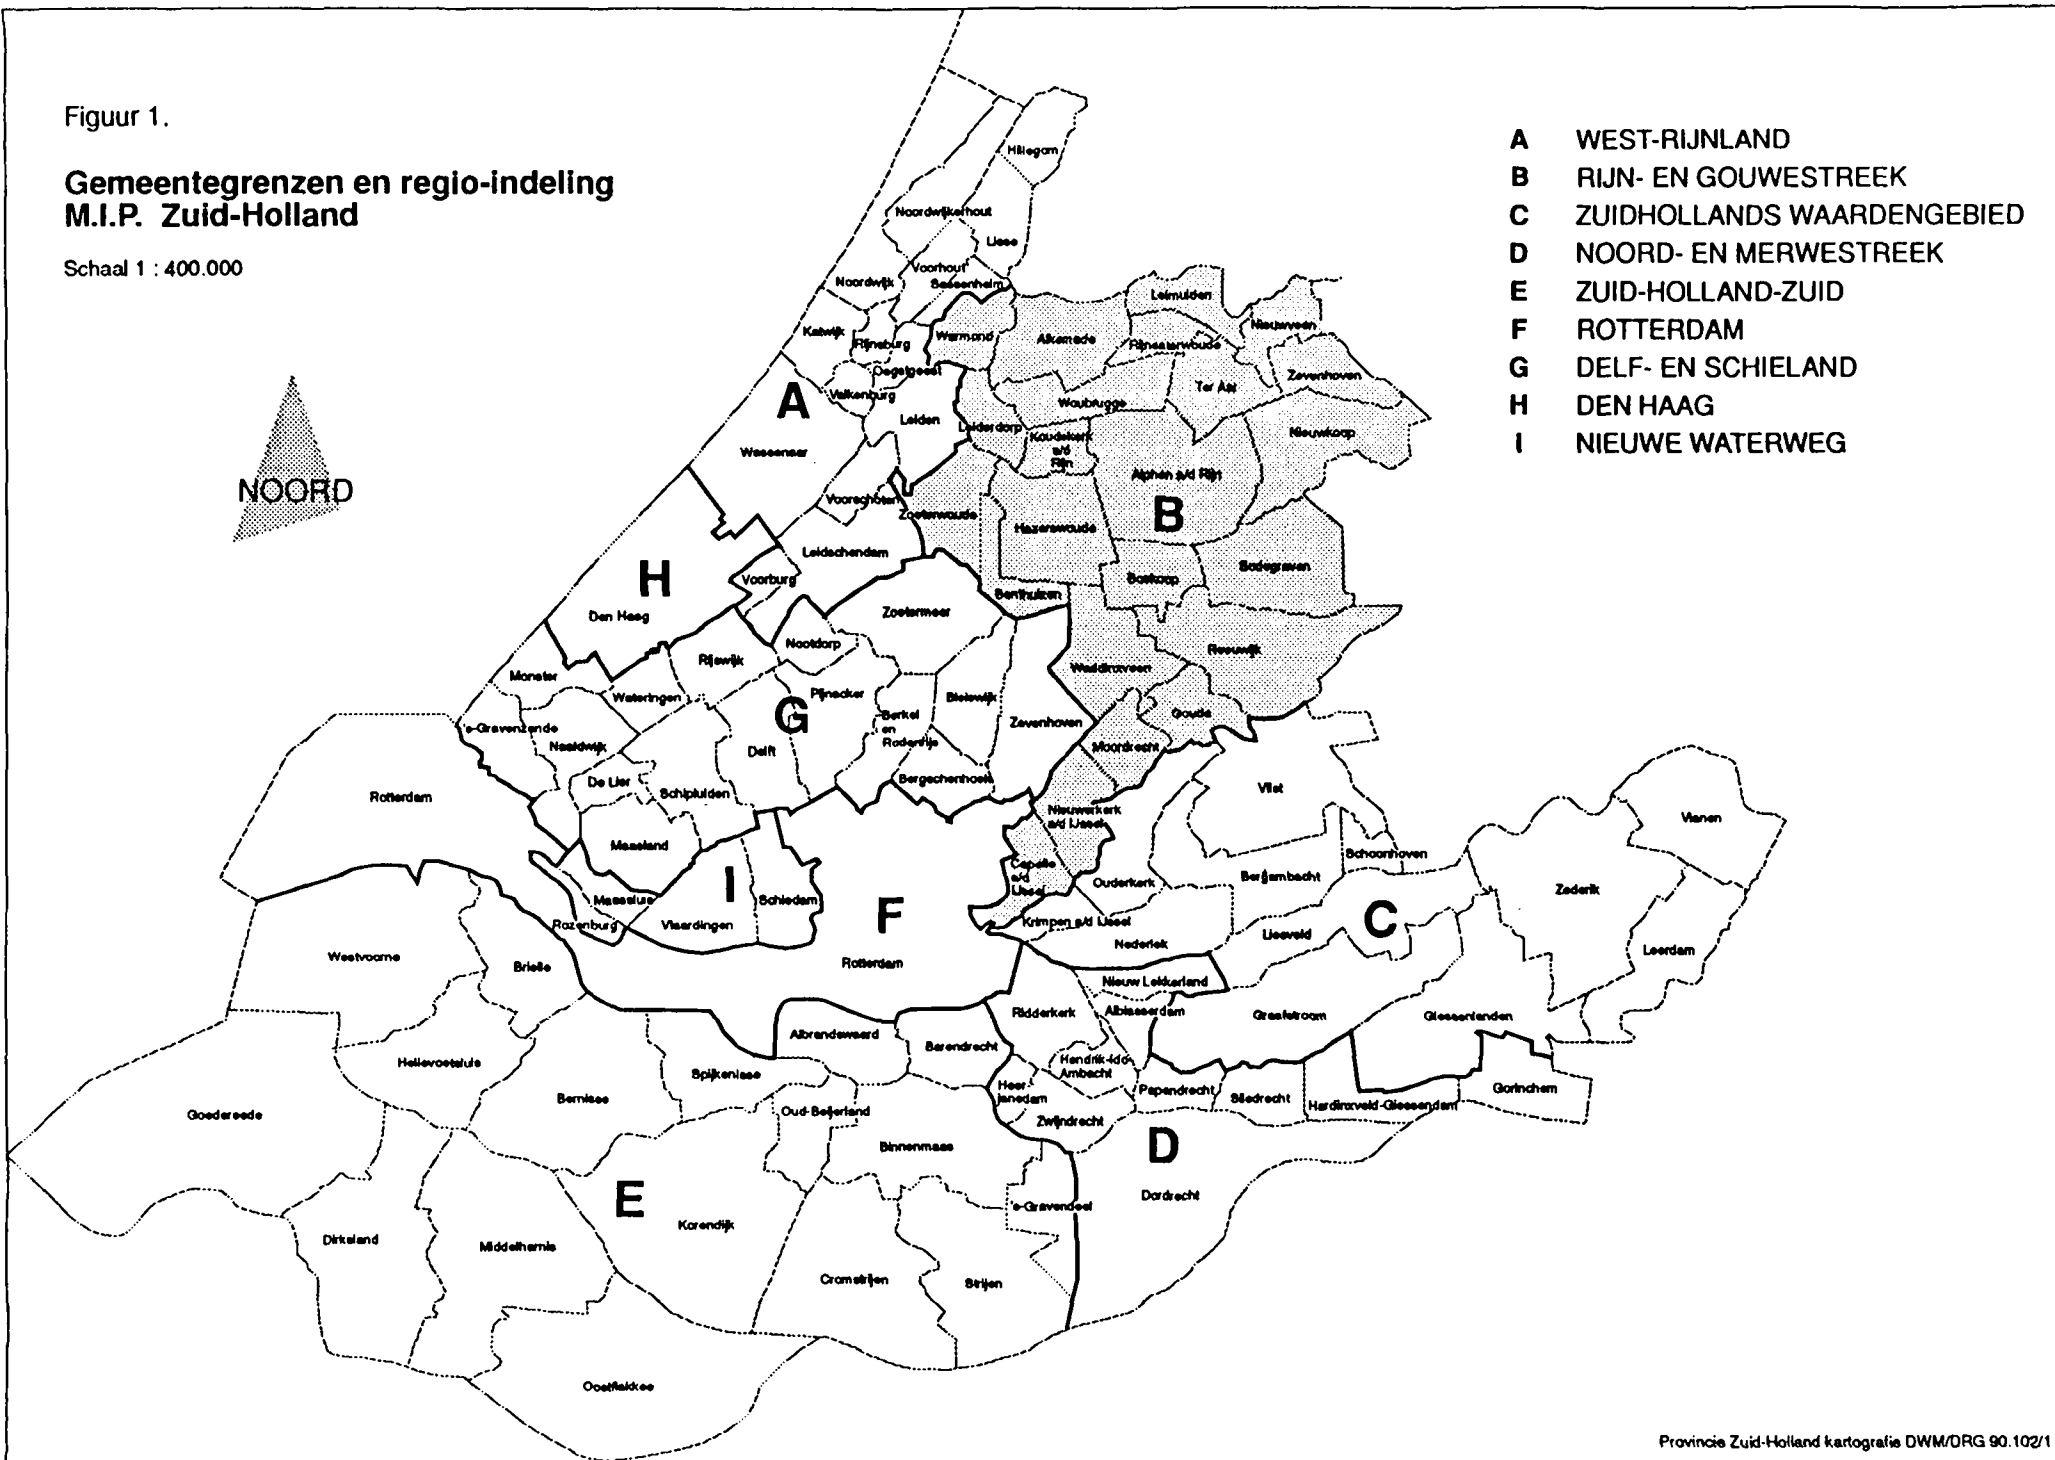 Figuur 1.
Gemeentegrenzen en regio-indeling
M.I.P. Zuid-Holland
Schaal 1 : 400.000
NOORD
A WEST-RIJNLAND
B RIJN- EN GOUWESTREEK
C ZUIDHOLLANDS WAARDENGEBIED
D NOORD- EN MERWESTREEK
E ZUID-HOLLAND-ZUID
F ROTTERDAM
G DELF- EN SCHIELAND
H DEN HAAG
I NIEUWE WATERWEG
Hillegom
Noordwijkerhout
Lisse
Voorhout
Sassenheim
Noordwijk
Katwijk
Rijnsburg
Warmond
Alkemade
Leimuiden
Rijnsaterwoude
Nieuwveen
Zevenhoven
Oegstgeest
Valkenburg
A
Leiden
Leiderdorp
Woubrugge
Ter Aar
Nieuwkoop
Koudekerk
a/d
Rijn
Wassenaar
Alphen a/d Rijn
B
Voorschoten
Zoeterwoude
Hazerswoude
Leidschendam
Voorburg
H
Den Haag
Boskoop
Bodegraven
Benthuizen
Zoetermeer
Nootdorp
Rijswijk
Reeuwijk
Waddinxveen
Monster
Wateringen
Pijnacker
G
Bleiswijk
Berkel
en
Rodenrijs
Zevenhoven
Gouda
Moordrecht
's-Gravenzande
Naaldwijk
Delft
De Lier
Schipluiden
Bergschenhoek
Rotterdam
Maasland
Nieuwerkerk
a/d IJssel
Vlist
Vianen
Schoonhoven
Capelle
a/d
IJssel
Ouderkerk
Bergambacht
Zederik
I
Maassluis
Schiedam
Rozenburg
Vlaardingen
F
Rotterdam
Krimpen a/d IJssel
Nederlek
Liesveld
C
Leerdam
Westvoorne
Brielle
Nieuw Lekkerland
Ridderkerk
Alblasserdam
Graafstroom
Giessenlanden
Albrandswaard
Barendrecht
Hellevoetsluis
Spijkenisse
Hendrik-Ido-
Ambacht
Heer
janedam
Papendrecht
Sliedrecht
Hardinxveld-Giessendam
Gorinchem
Goedereede
Bernisse
Oud-Beijerland
Zwijndrecht
Binnenmaas
D
Dordrecht
E
Korendijk
's-Gravendeel
Dirksland
Middelharnis
Cromstrijen
Strijen
Oostflakkee
Provincie Zuid-Holland kartografie DWM/DRG 90.102/1